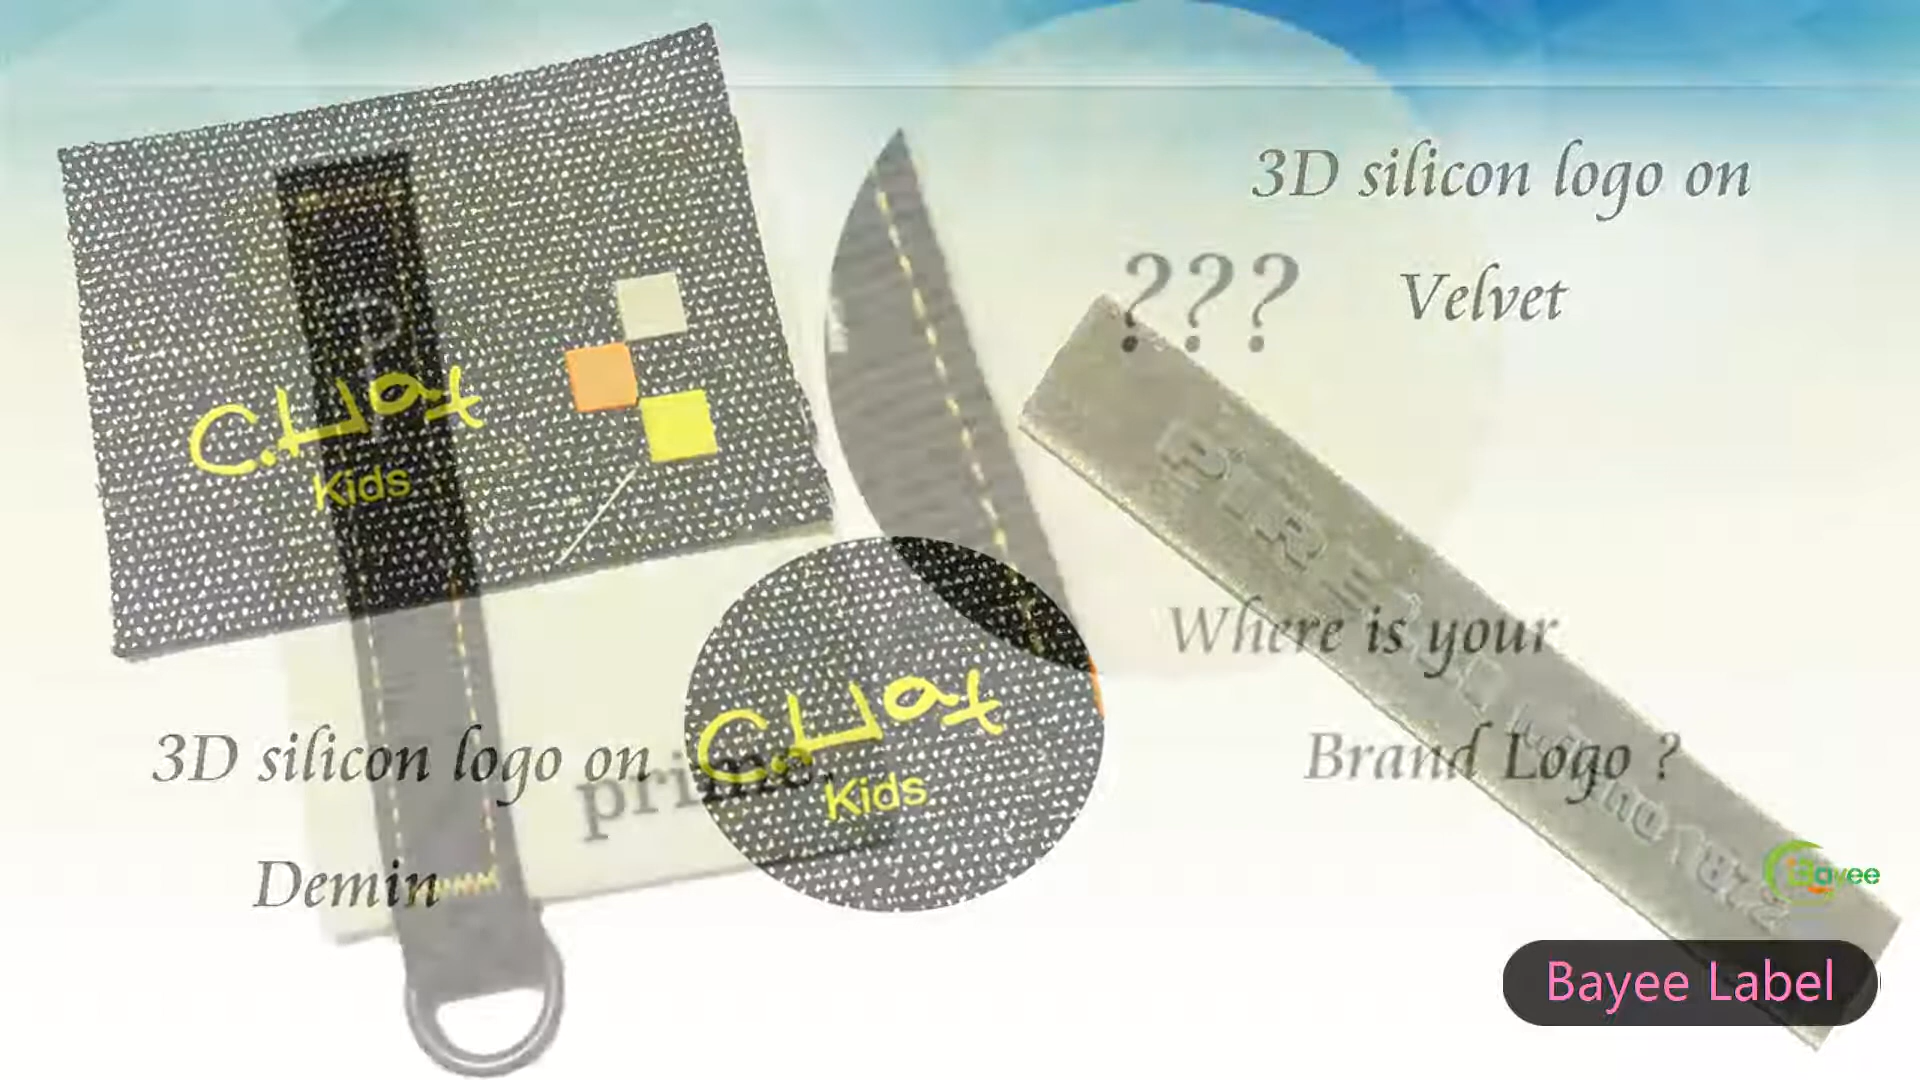 3D silicon logo on
Velvet
???
C.Hat
Kids
Where is your
Brand Logo ?
3D silicon logo on
Demin
prime
C.Hat
Kids
Bayee
Bayee Label